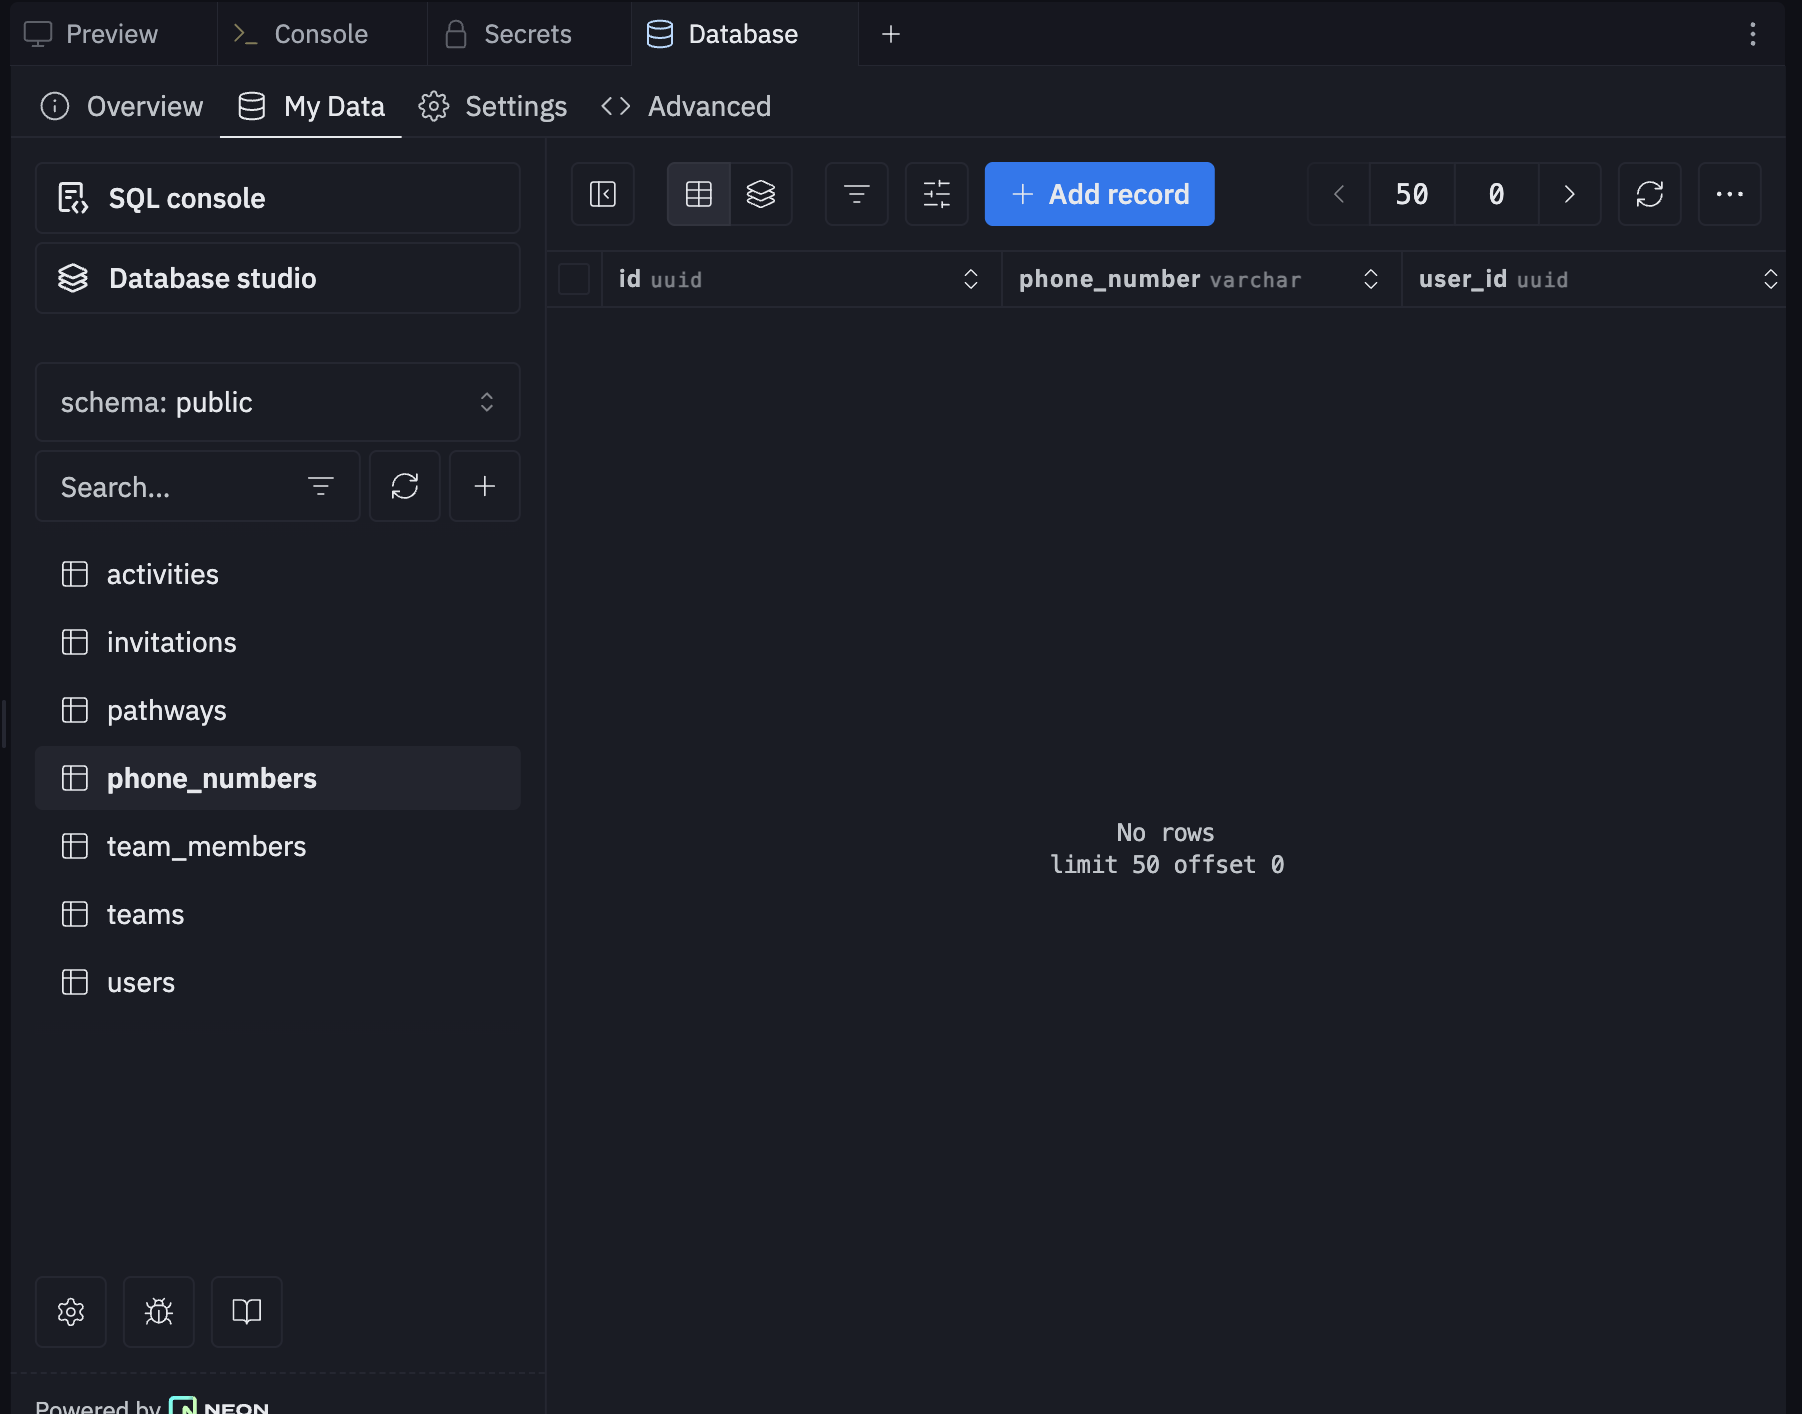 Preview
Console
Secrets
Database
Overview
My Data
Settings
Advanced
SQL console
Database studio
schema: public
Search...
activities
invitations
pathways
phone_numbers
team_members
teams
users
Powered by NEON
Add record
50
0
id uuid
phone_number varchar
user_id uuid
No rows
limit 50 offset 0